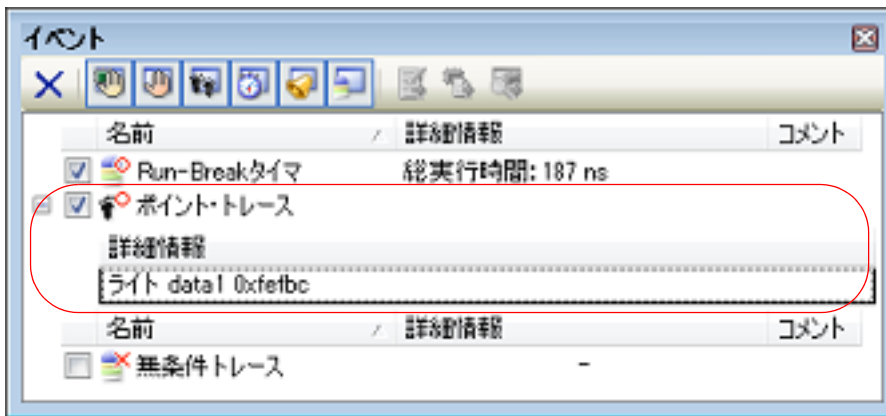 イベント
名前 詳細情報 コメント
Run-Breakタイマ 総実行時間: 187 ns
ポイント・トレース
詳細情報
ライト data1 0xfefbc
名前 詳細情報 コメント
無条件トレース -